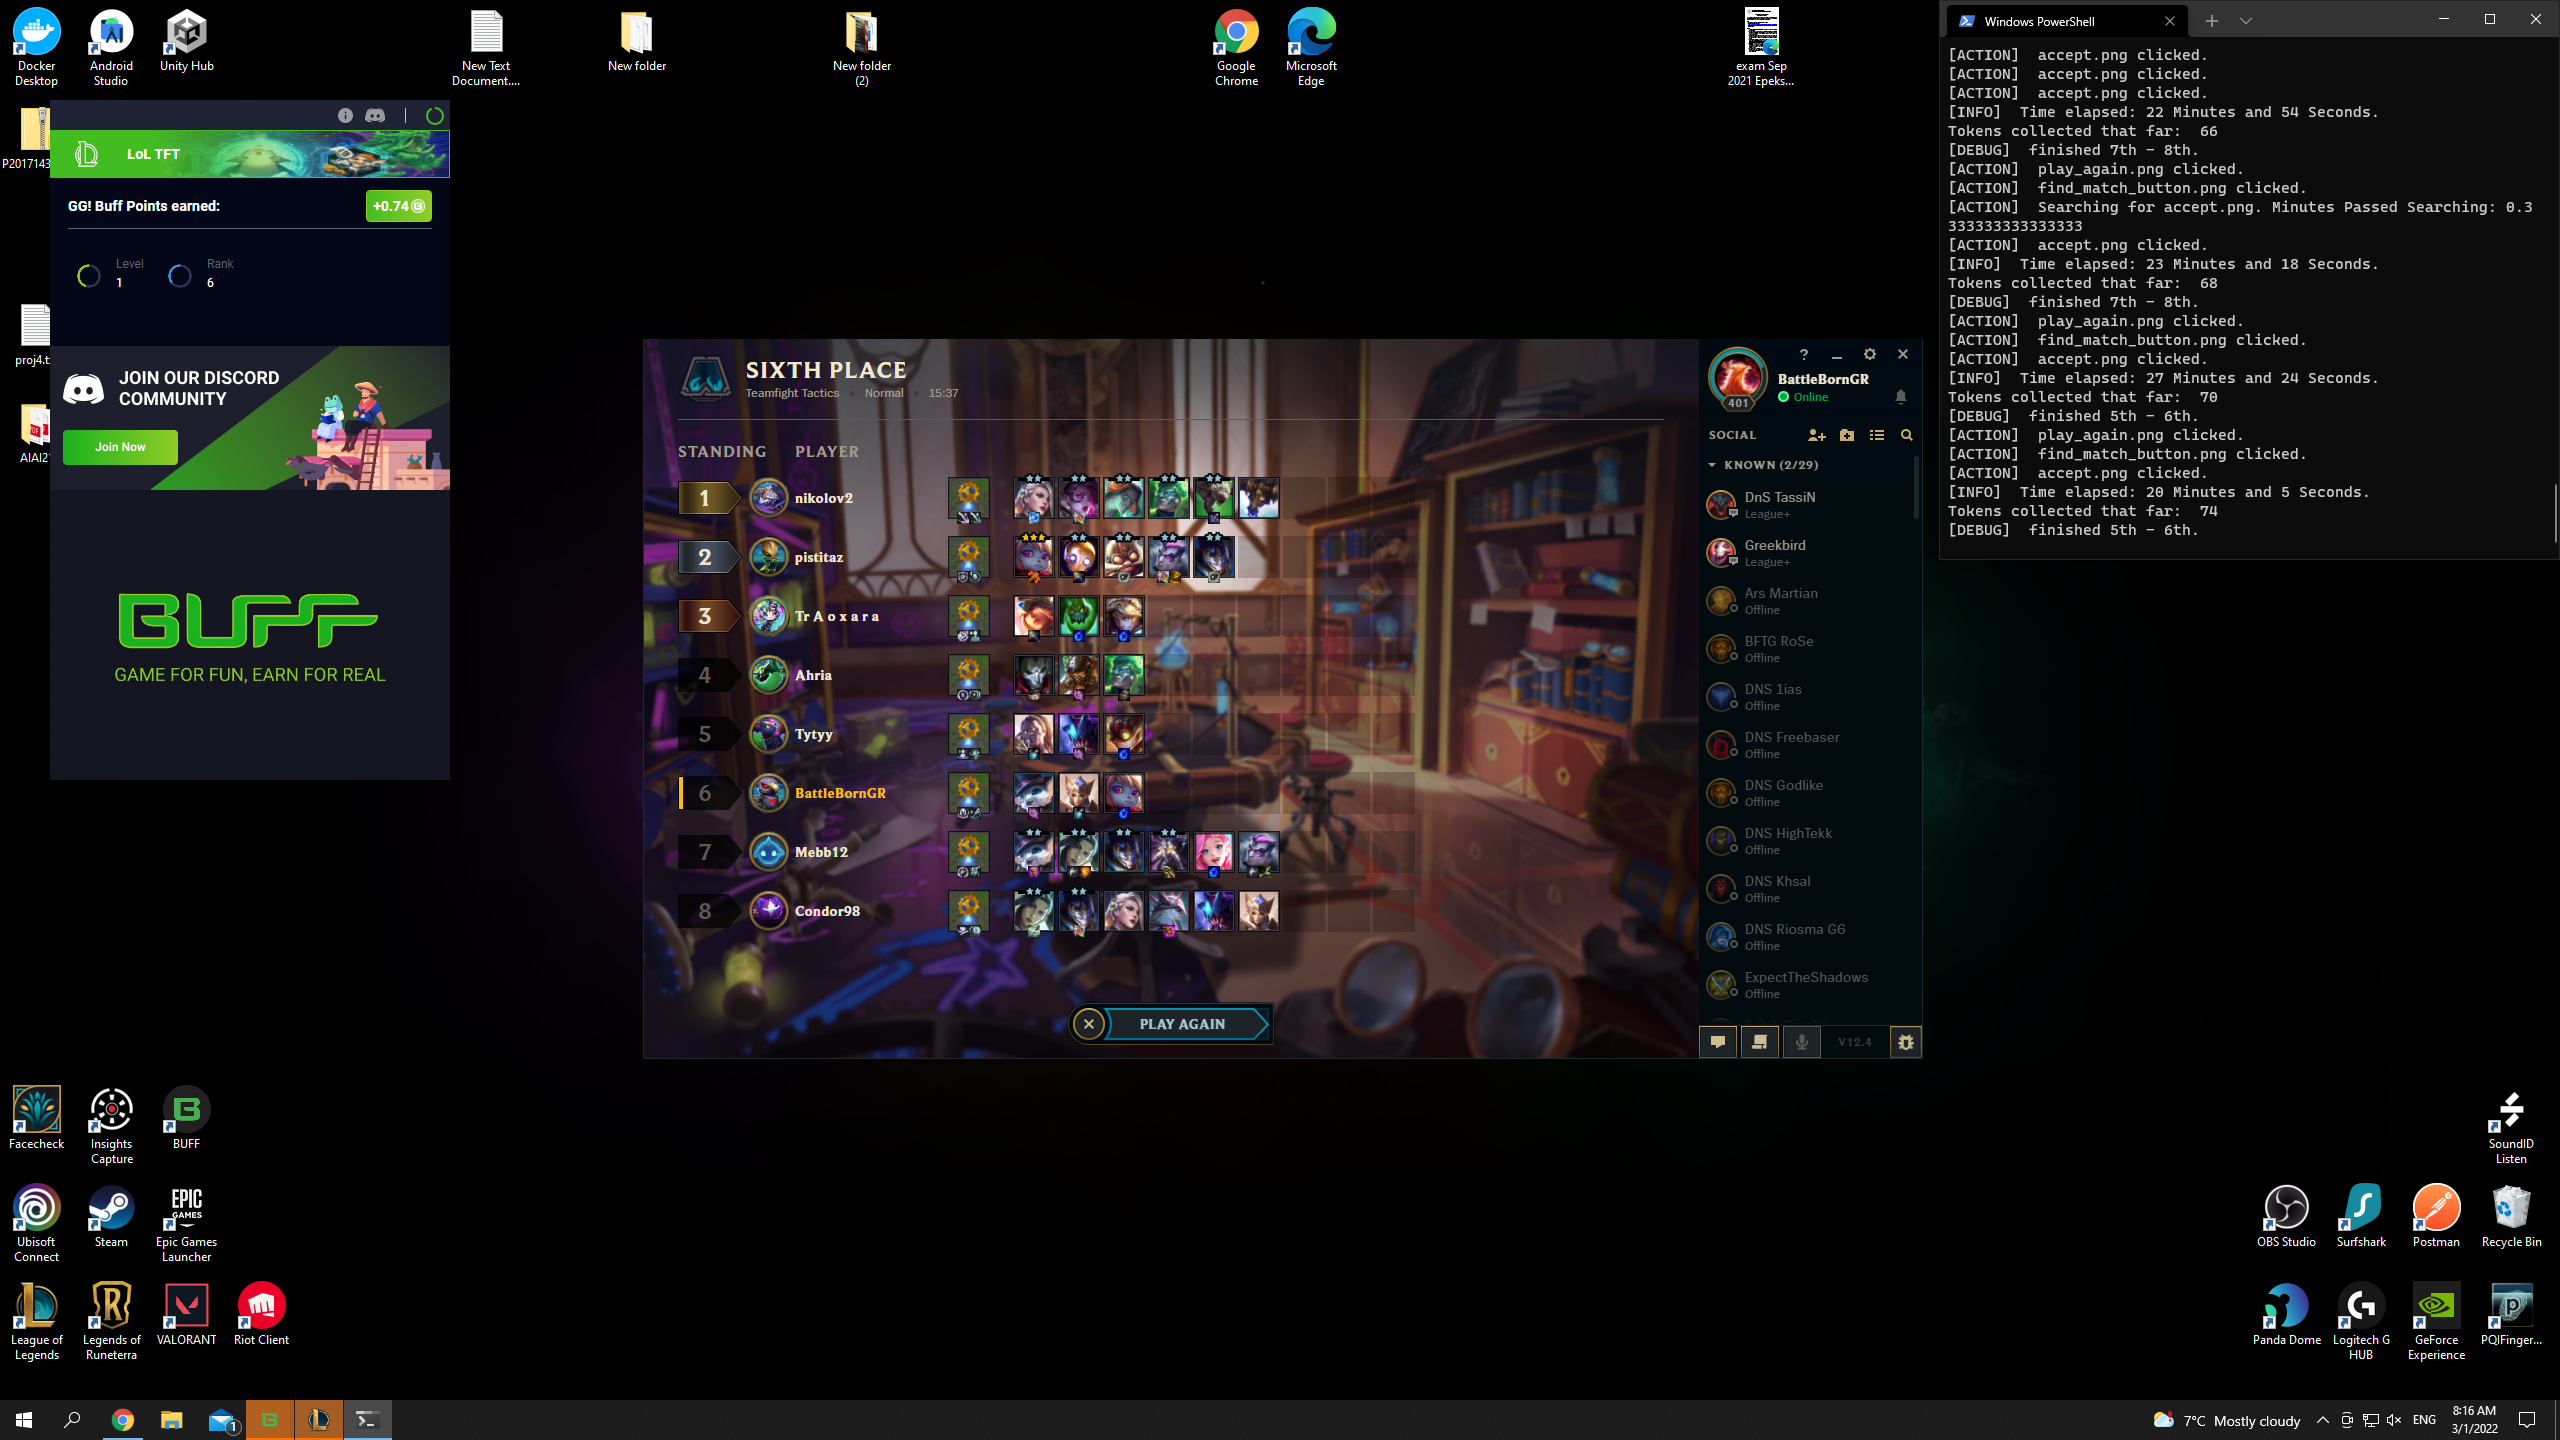 Docker
Desktop
Android
Studio
Unity Hub
New Text
Document....
New folder
New folder
(2)
Google
Chrome
Microsoft
Edge
exam Sep
2021 Epeks...
P2017143
proj4.t
AIAI2
LoL TFT
GG! Buff Points earned:
+0.74
Level
1
Rank
6
JOIN OUR DISCORD
COMMUNITY
Join Now
BUFF
GAME FOR FUN, EARN FOR REAL
SIXTH PLACE
Teamfight Tactics • Normal • 15:37
STANDING PLAYER
1 nikolov2
2 pistitaz
3 Tr A o x a r a
4 Ahria
5 Tytyy
6 BattleBornGR
7 Mebb12
8 Condor98
PLAY AGAIN
?
BattleBornGR
401
Online
SOCIAL
KNOWN (2/29)
DnS TassiN
League+
Greekbird
League+
Ars Martian
Offline
BFTG RoSe
Offline
DNS 1ias
Offline
DNS Freebaser
Offline
DNS Godlike
Offline
DNS HighTekk
Offline
DNS Khsal
Offline
DNS Riosma G6
Offline
ExpectTheShadows
Offline
V12.4
Windows PowerShell
[ACTION]  accept.png clicked.
[ACTION]  accept.png clicked.
[ACTION]  accept.png clicked.
[INFO]  Time elapsed: 22 Minutes and 54 Seconds.
Tokens collected that far:  66
[DEBUG]  finished 7th - 8th.
[ACTION]  play_again.png clicked.
[ACTION]  find_match_button.png clicked.
[ACTION]  Searching for accept.png. Minutes Passed Searching: 0.3
333333333333333
[ACTION]  accept.png clicked.
[INFO]  Time elapsed: 23 Minutes and 18 Seconds.
Tokens collected that far:  68
[DEBUG]  finished 7th - 8th.
[ACTION]  play_again.png clicked.
[ACTION]  find_match_button.png clicked.
[ACTION]  accept.png clicked.
[INFO]  Time elapsed: 27 Minutes and 24 Seconds.
Tokens collected that far:  70
[DEBUG]  finished 5th - 6th.
[ACTION]  play_again.png clicked.
[ACTION]  find_match_button.png clicked.
[ACTION]  accept.png clicked.
[INFO]  Time elapsed: 20 Minutes and 5 Seconds.
Tokens collected that far:  74
[DEBUG]  finished 5th - 6th.
Facecheck
Insights
Capture
BUFF
Ubisoft
Connect
Steam
EPIC
GAMES
Epic Games
Launcher
League of
Legends
Legends of
Runeterra
VALORANT
Riot Client
SoundID
Listen
OBS Studio
Surfshark
Postman
Recycle Bin
Panda Dome
Logitech G
HUB
GeForce
Experience
PQIFinger...
1
7°C Mostly cloudy
ENG
8:16 AM
3/1/2022